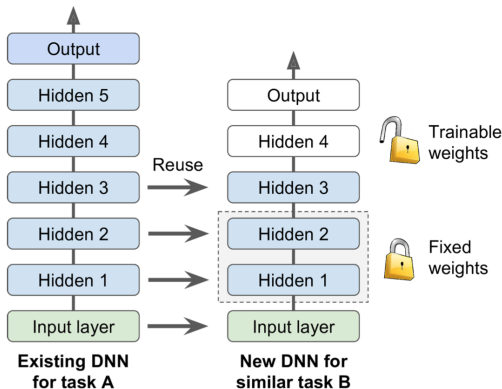 Output
Hidden 5
Hidden 4
Hidden 3
Hidden 2
Hidden 1
Input layer
Existing DNN
for task A
Reuse
Output
Hidden 4
Hidden 3
Hidden 2
Hidden 1
Input layer
New DNN for
similar task B
Trainable
weights
Fixed
weights